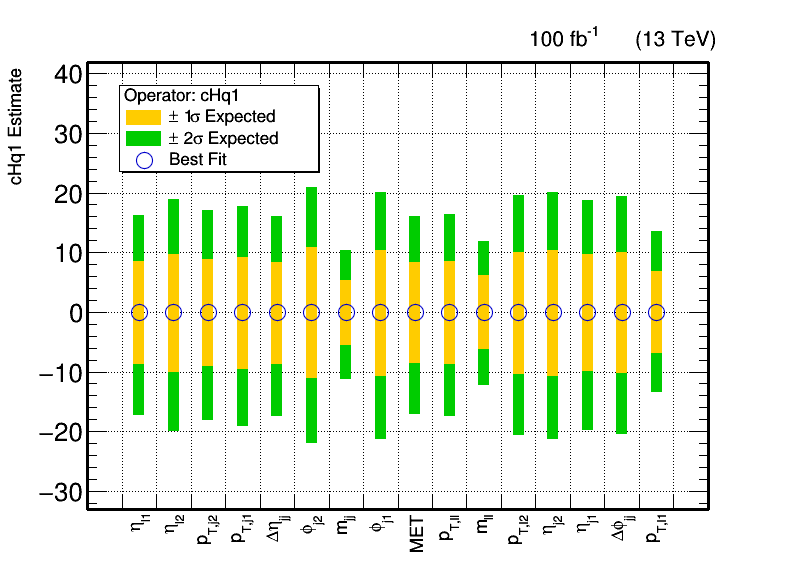 100 fb-1 (13 TeV)
cHq1 Estimate
40
30
20
10
0
−10
−20
−30
Operator: cHq1
± 1σ Expected
± 2σ Expected
Best Fit
ηl1
ηl2
pT,j2
pT,j1
Δηjj
ϕj2
mjj
ϕj1
MET
pT,ll
mll
pT,l2
ηj2
ηj1
Δϕjj
pT,l1